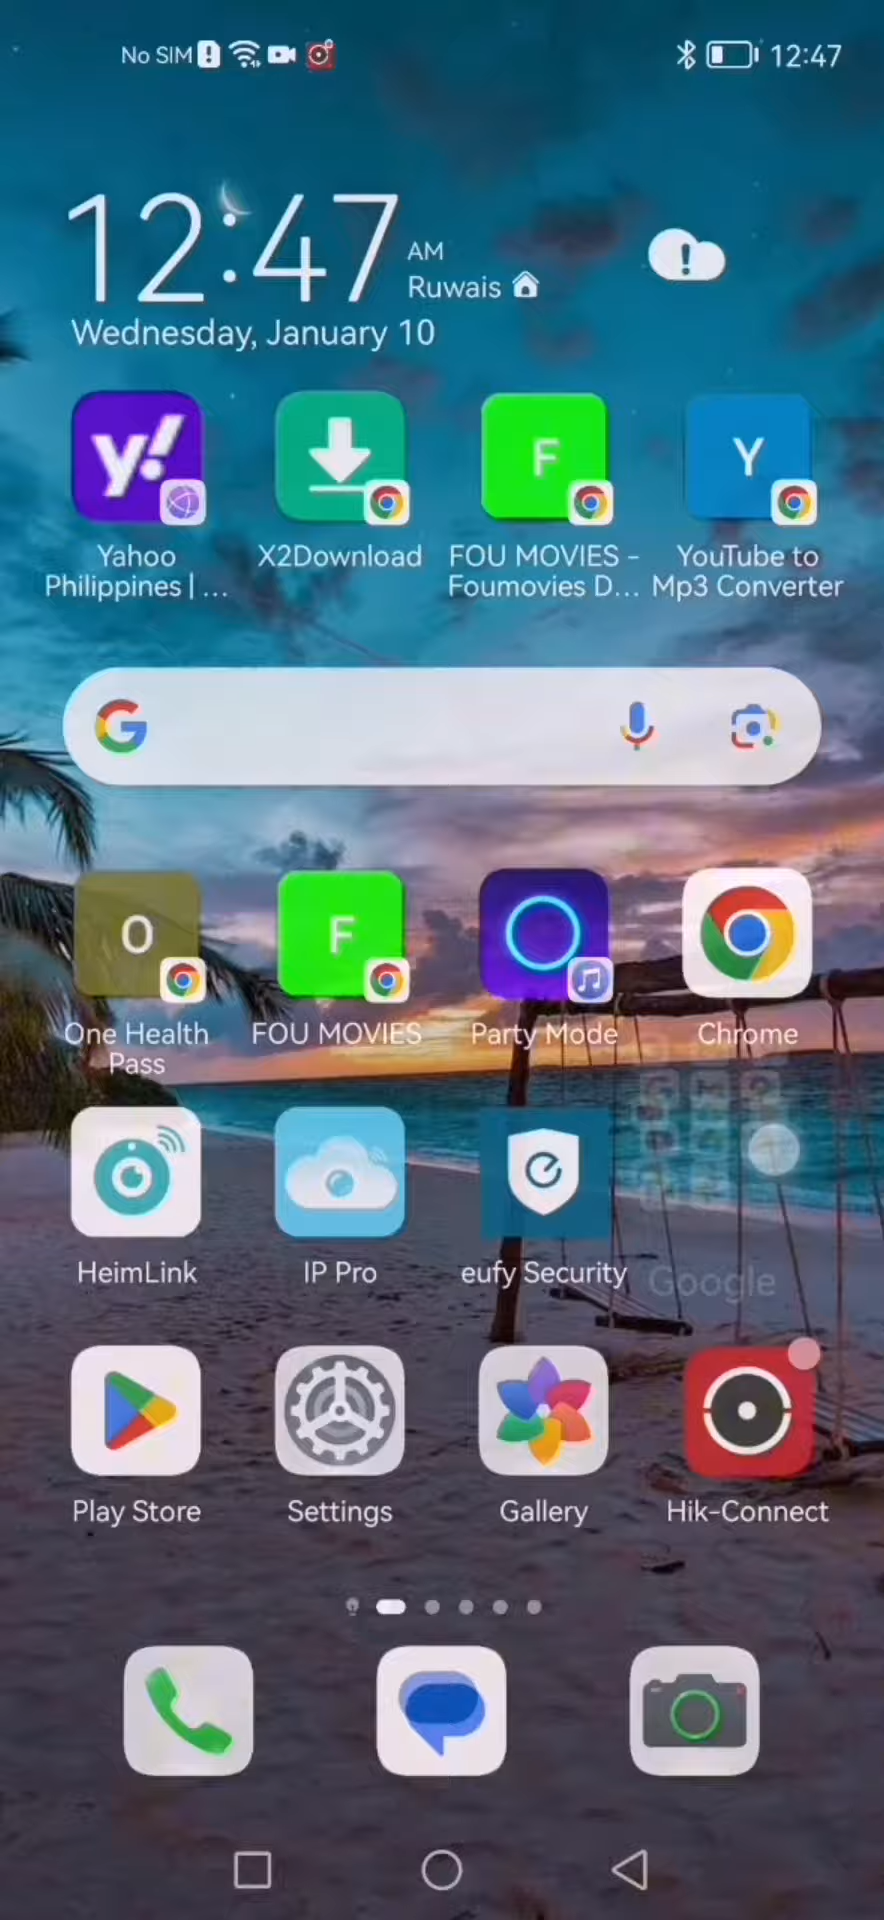 No SIM 12:47
12:47 AM
Ruwais
Wednesday, January 10
y!
F
Y
Yahoo Philippines | ...
X2Download
FOU MOVIES - Foumovies D...
YouTube to Mp3 Converter
G
O
F
One Health Pass
FOU MOVIES
Party Mode
Chrome
HeimLink
IP Pro
eufy Security
Google
Play Store
Settings
Gallery
Hik-Connect